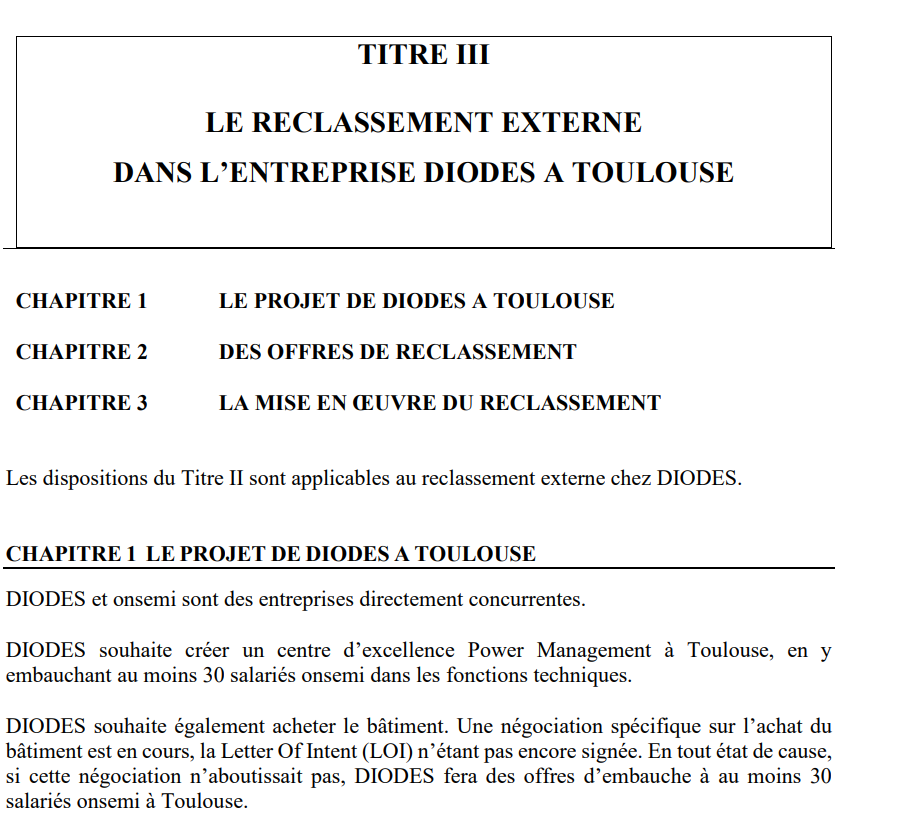 TITRE III
LE RECLASSEMENT EXTERNE
DANS L’ENTREPRISE DIODES A TOULOUSE
CHAPITRE 1 LE PROJET DE DIODES A TOULOUSE
CHAPITRE 2 DES OFFRES DE RECLASSEMENT
CHAPITRE 3 LA MISE EN ŒUVRE DU RECLASSEMENT
Les dispositions du Titre II sont applicables au reclassement externe chez DIODES.
CHAPITRE 1 LE PROJET DE DIODES A TOULOUSE
DIODES et onsemi sont des entreprises directement concurrentes.
DIODES souhaite créer un centre d’excellence Power Management à Toulouse, en y
embauchant au moins 30 salariés onsemi dans les fonctions techniques.
DIODES souhaite également acheter le bâtiment. Une négociation spécifique sur l’achat du
bâtiment est en cours, la Letter Of Intent (LOI) n’étant pas encore signée. En tout état de cause,
si cette négociation n’aboutissait pas, DIODES fera des offres d’embauche à au moins 30
salariés onsemi à Toulouse.